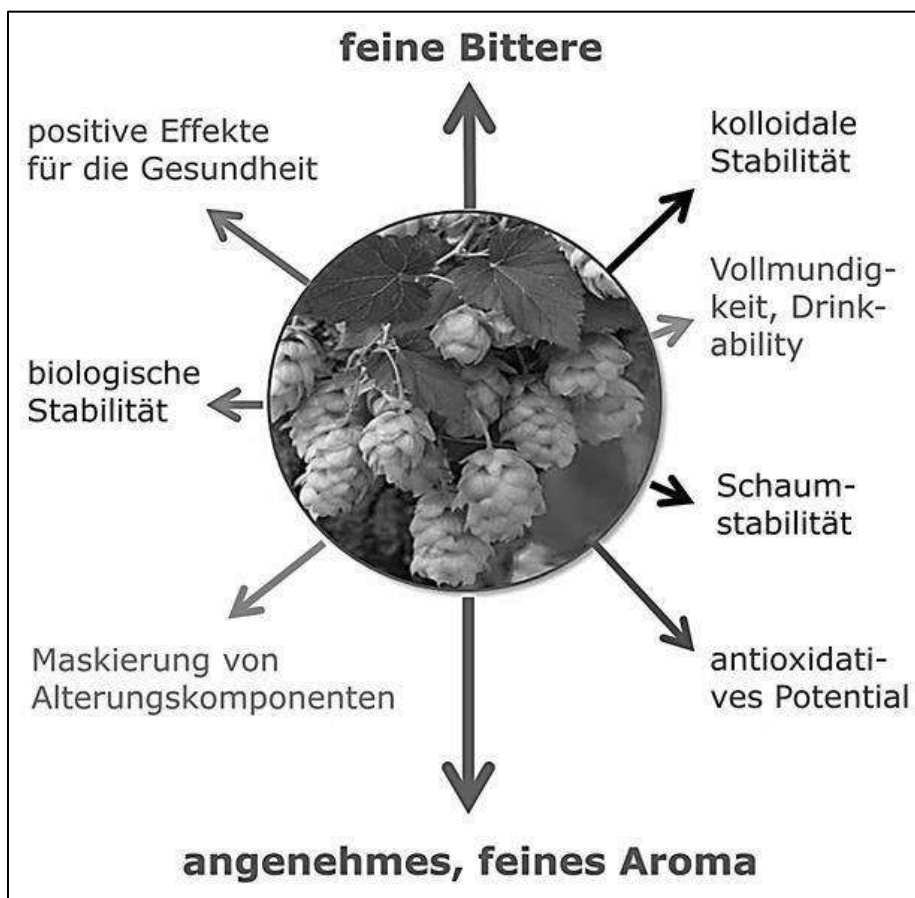 feine Bittere
positive Effekte
für die Gesundheit
kolloidale
Stabilität
Vollmundig-
keit, Drink-
ability
biologische
Stabilität
Schaum-
stabilität
Maskierung von
Alterungskomponenten
antioxidati-
ves Potential
angenehmes, feines Aroma